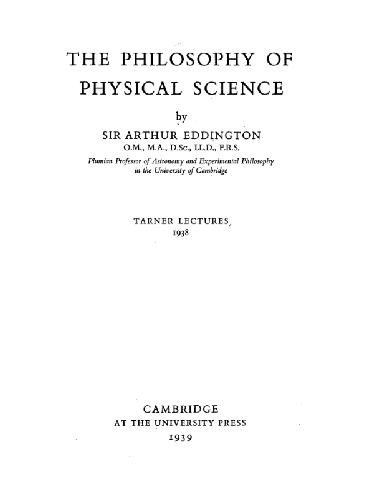 THE PHILOSOPHY OF
PHYSICAL SCIENCE
by
SIR ARTHUR EDDINGTON
O.M., M.A., D.Sc., LL.D., F.R.S.
Plumian Professor of Astronomy and Experimental Philosophy
in the University of Cambridge
TARNER LECTURES
1938
CAMBRIDGE
AT THE UNIVERSITY PRESS
1939